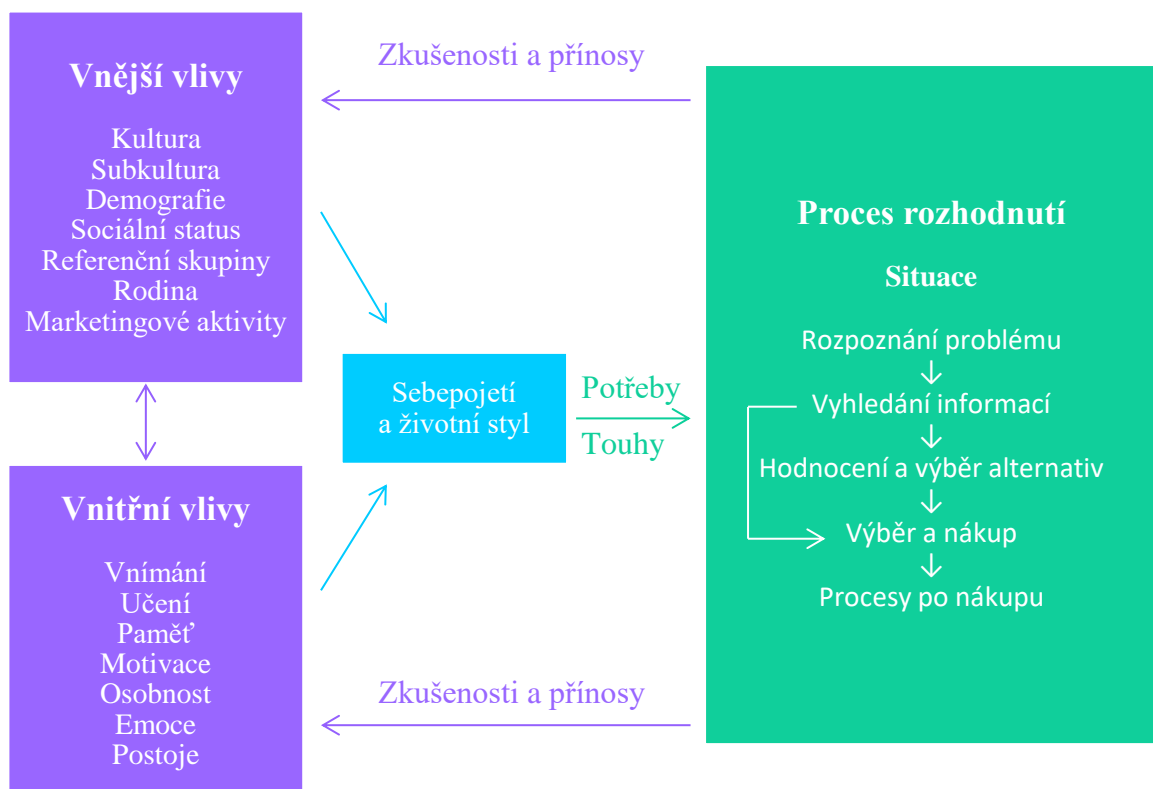 Vnější vlivy
Kultura
Subkultura
Demografie
Sociální status
Referenční skupiny
Rodina
Marketingové aktivity
Vnitřní vlivy
Vnímání
Učení
Paměť
Motivace
Osobnost
Emoce
Postoje
Zkušenosti a přínosy
Sebepojetí
a životní styl
Potřeby
Touhy
Zkušenosti a přínosy
Proces rozhodnutí
Situace
Rozpoznání problému
Vyhledání informací
Hodnocení a výběr alternativ
Výběr a nákup
Procesy po nákupu